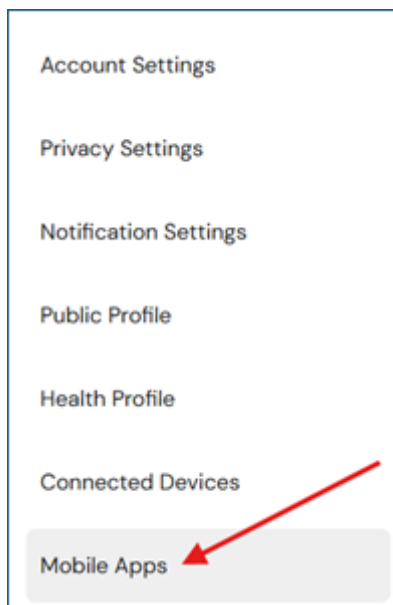 Account Settings
Privacy Settings
Notification Settings
Public Profile
Health Profile
Connected Devices
Mobile Apps